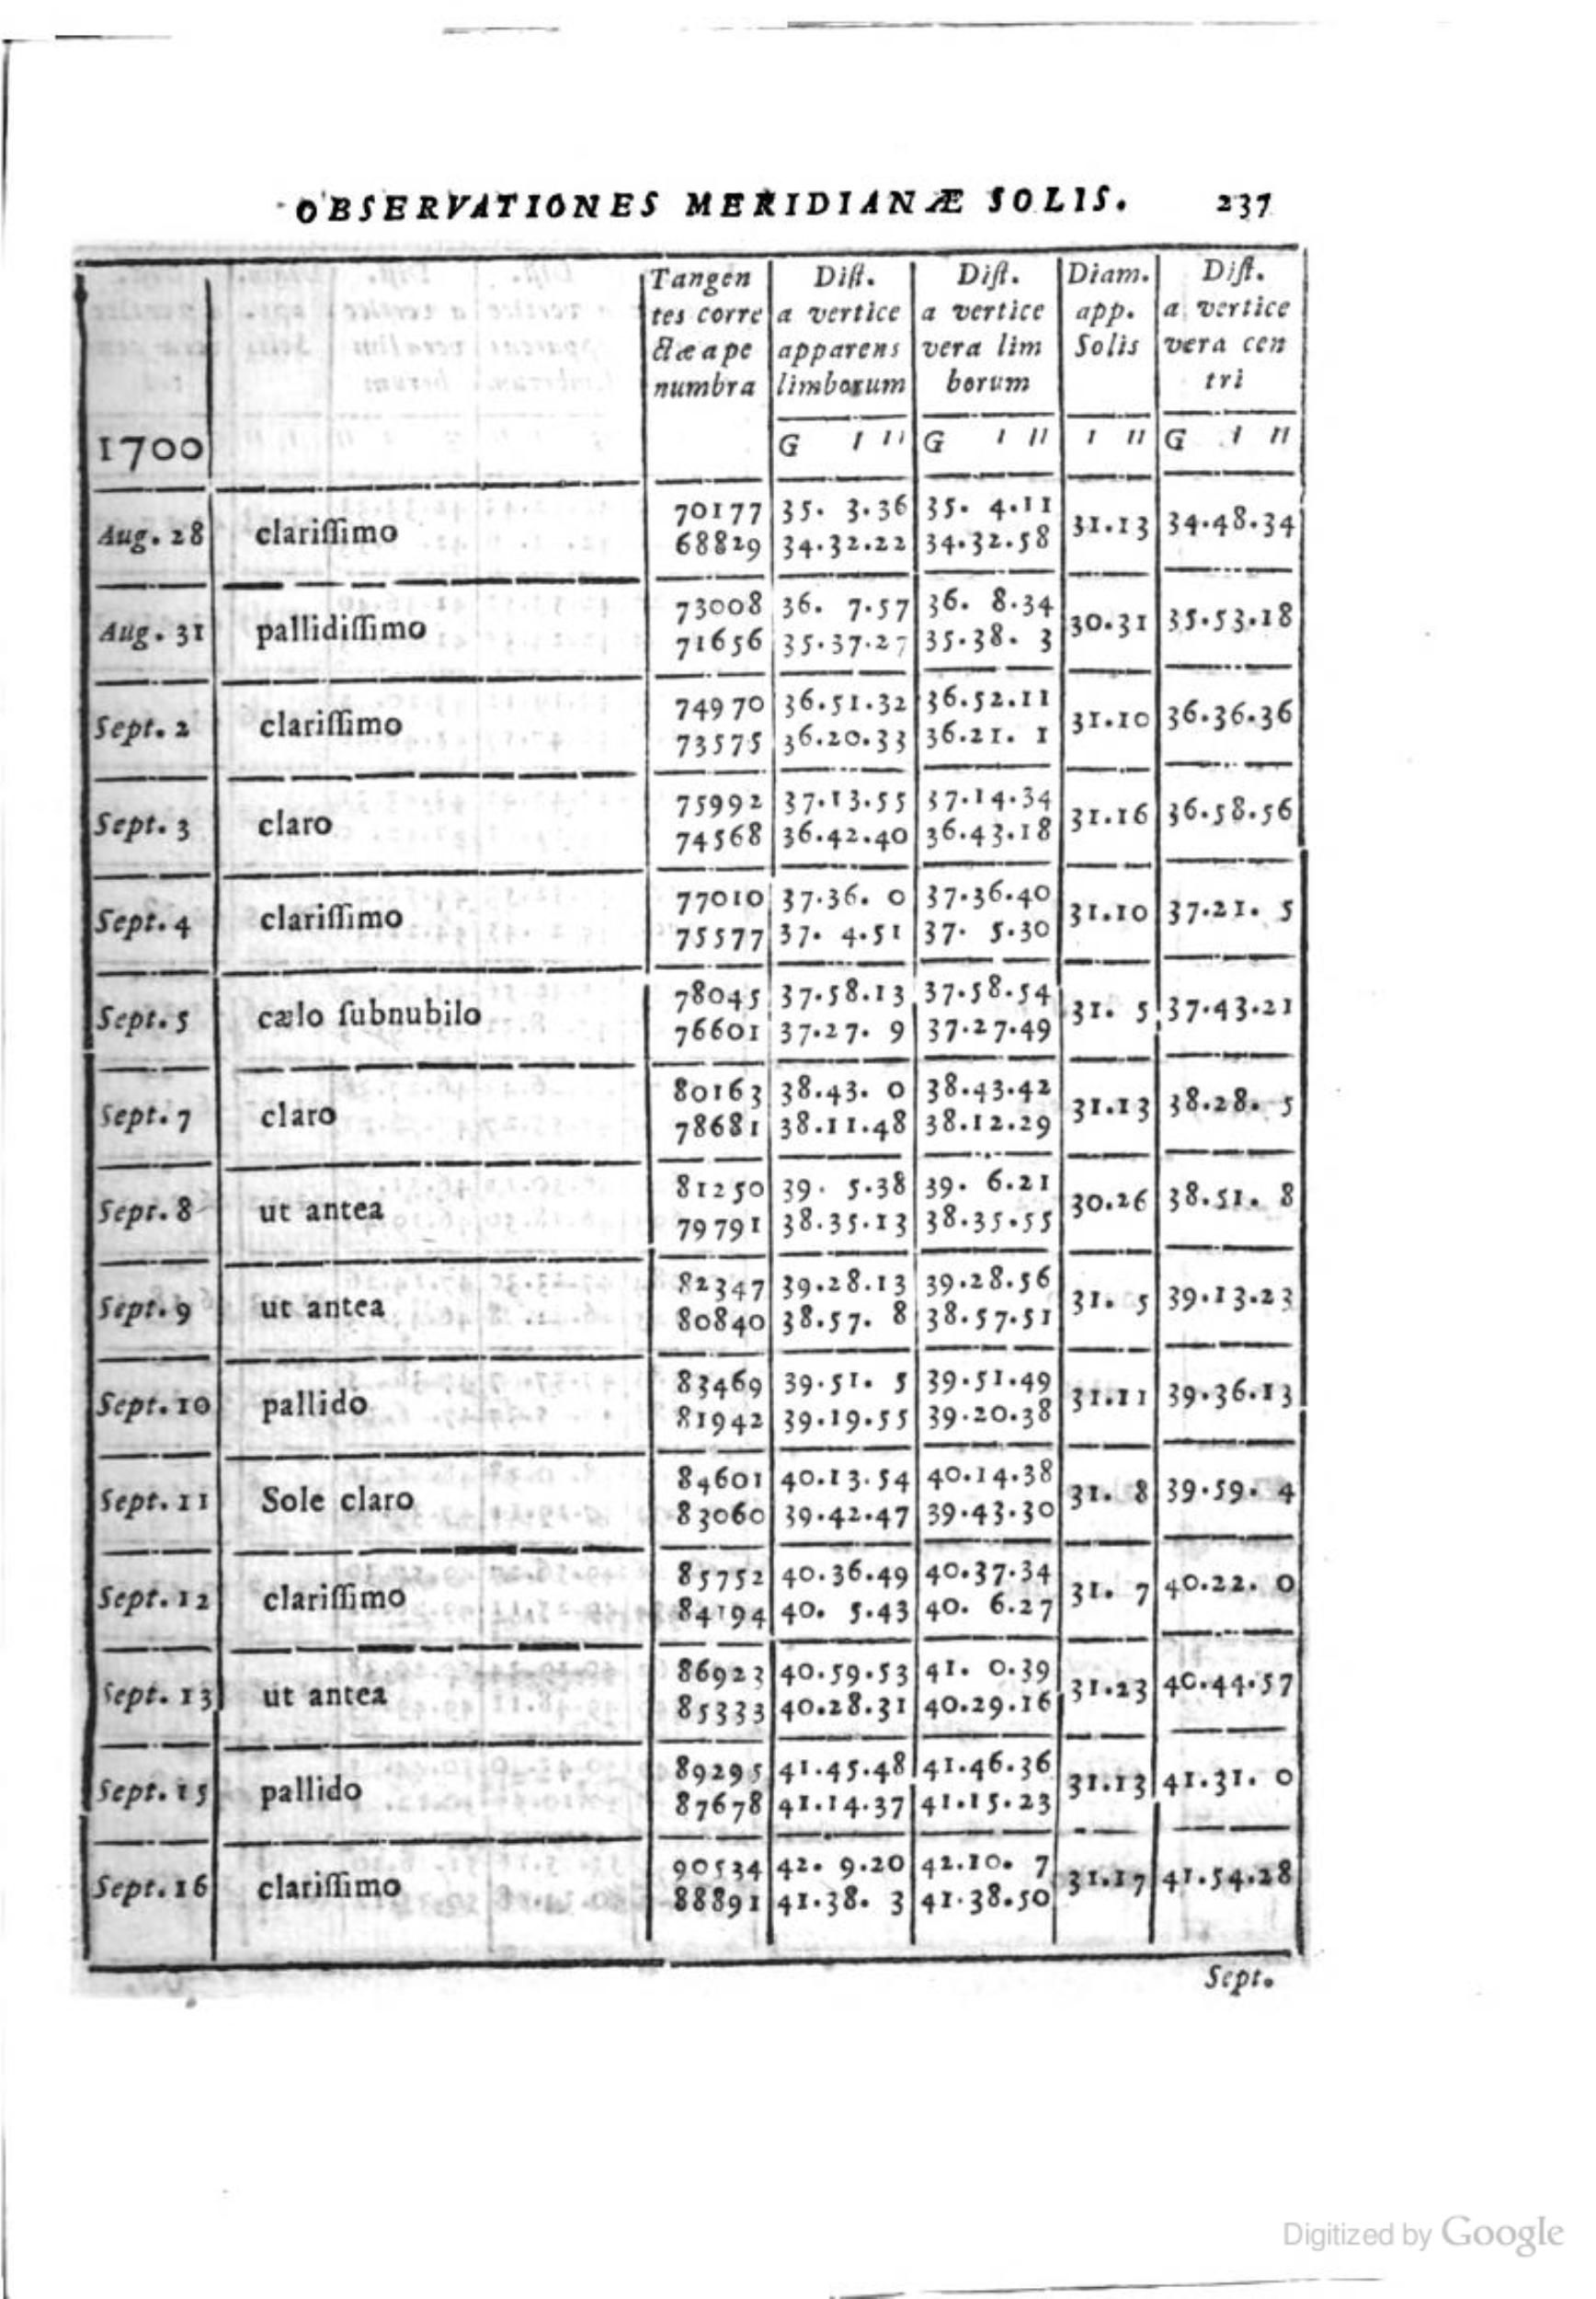 OBSERVATIONES MERIDIANÆ SOLIS. 237
1700 | Tangen tes corre ctæ a pe numbra | Dist. a vertice apparens limborum | Dist. a vertice vera lim borum | Diam. app. Solis | Dist. a vertice vera cen tri
G I II | G I II | I II | G I II
Aug. 28 | clariſſimo | 70177 | 35. 3.36 | 35. 4.11 | 31.13 | 34.48.34
68829 | 34.32.22 | 34.32.58
Aug. 31 | pallidiſſimo | 73008 | 36. 7.57 | 36. 8.34 | 30.31 | 35.53.18
71656 | 35.37.27 | 35.38. 3
Sept. 2 | clariſſimo | 74970 | 36.51.32 | 36.52.11 | 31.10 | 36.36.36
73575 | 36.20.33 | 36.21. 1
Sept. 3 | claro | 75992 | 37.13.55 | 37.14.34 | 31.16 | 36.58.56
74568 | 36.42.40 | 36.43.18
Sept. 4 | clariſſimo | 77010 | 37.36. 0 | 37.36.40 | 31.10 | 37.21. 5
75577 | 37. 4.51 | 37. 5.30
Sept. 5 | cælo ſubnubilo | 78045 | 37.58.13 | 37.58.54 | 31. 5 | 37.43.21
76601 | 37.27. 9 | 37.27.49
Sept. 7 | claro | 80163 | 38.43. 0 | 38.43.42 | 31.13 | 38.28. 5
78681 | 38.11.48 | 38.12.29
Sept. 8 | ut antea | 81250 | 39. 5.38 | 39. 6.21 | 30.26 | 38.51. 8
79791 | 38.35.13 | 38.35.55
Sept. 9 | ut antea | 82347 | 39.28.13 | 39.28.56 | 31. 5 | 39.13.23
80840 | 38.57. 8 | 38.57.51
Sept. 10 | pallido | 83469 | 39.51. 5 | 39.51.49 | 31.11 | 39.36.13
81942 | 39.19.55 | 39.20.38
Sept. 11 | Sole claro | 84601 | 40.13.54 | 40.14.38 | 31. 8 | 39.59. 4
83060 | 39.42.47 | 39.43.30
Sept. 12 | clariſſimo | 85752 | 40.36.49 | 40.37.34 | 31. 7 | 40.22. 0
84194 | 40. 5.43 | 40. 6.27
Sept. 13 | ut antea | 86923 | 40.59.53 | 41. 0.39 | 31.23 | 40.44.57
85333 | 40.28.31 | 40.29.16
Sept. 15 | pallido | 89295 | 41.45.48 | 41.46.36 | 31.13 | 41.31. 0
87678 | 41.14.37 | 41.15.23
Sept. 16 | clariſſimo | 90534 | 42. 9.20 | 42.10. 7 | 31.17 | 41.54.28
88891 | 41.38. 3 | 41.38.50
Sept.
Digitized by Google